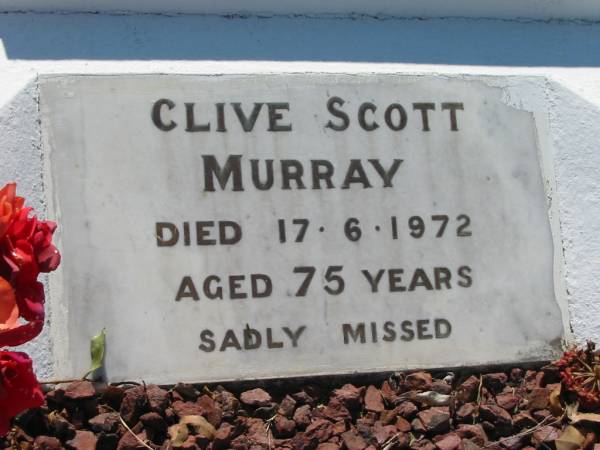 CLIVE SCOTT
MURRAY
DIED 17·6·1972
AGED 75 YEARS
SADLY MISSED